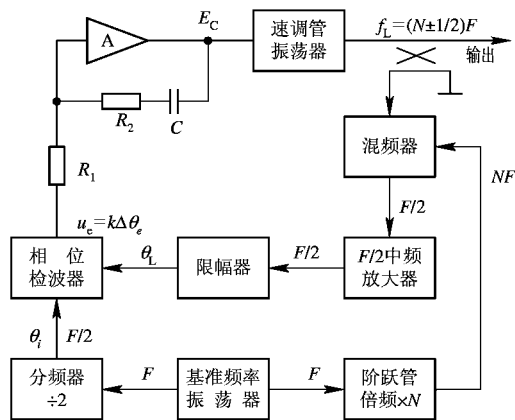 A
E_C
速调管
振荡器
f_L=(N±1/2)F
输出
R_2
C
R_1
混频器
NF
F/2
u_e=kΔθ_e
相 位
检波器
θ_L
限幅器
F/2
F/2中频
放大器
θ_i
F/2
分频器
÷2
F
基准频率
振荡器
F
阶跃管
倍频×N